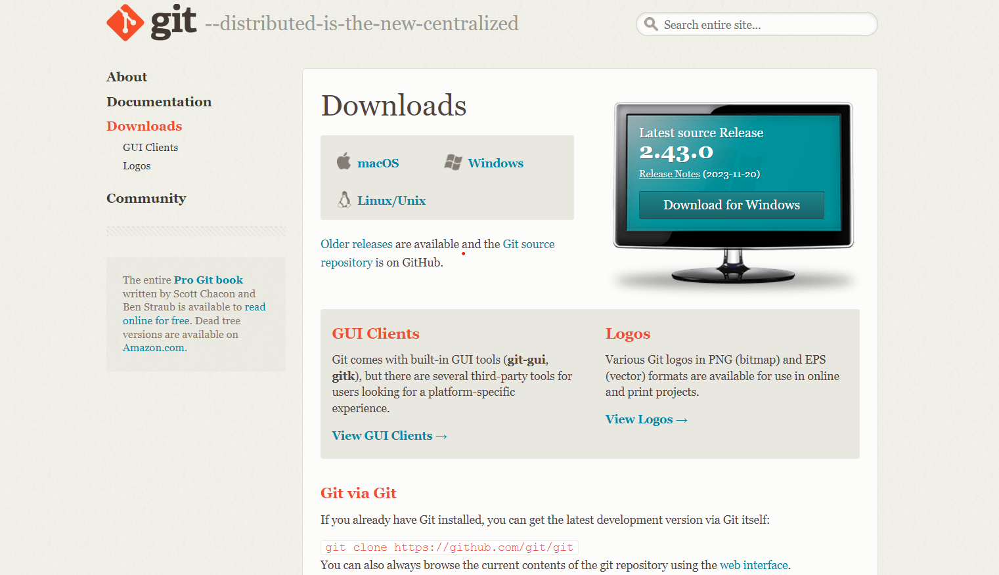 git --distributed-is-the-new-centralized
Search entire site...
About
Documentation
Downloads
GUI Clients
Logos
Community
The entire Pro Git book
written by Scott Chacon and
Ben Straub is available to read
online for free. Dead tree
versions are available on
Amazon.com.
Downloads
macOS
Windows
Linux/Unix
Older releases are available and the Git source
repository is on GitHub.
Latest source Release
2.43.0
Release Notes (2023-11-20)
Download for Windows
GUI Clients
Git comes with built-in GUI tools (git-gui,
gitk), but there are several third-party tools for
users looking for a platform-specific
experience.
View GUI Clients →
Logos
Various Git logos in PNG (bitmap) and EPS
(vector) formats are available for use in online
and print projects.
View Logos →
Git via Git
If you already have Git installed, you can get the latest development version via Git itself:
git clone https://github.com/git/git
You can also always browse the current contents of the git repository using the web interface.